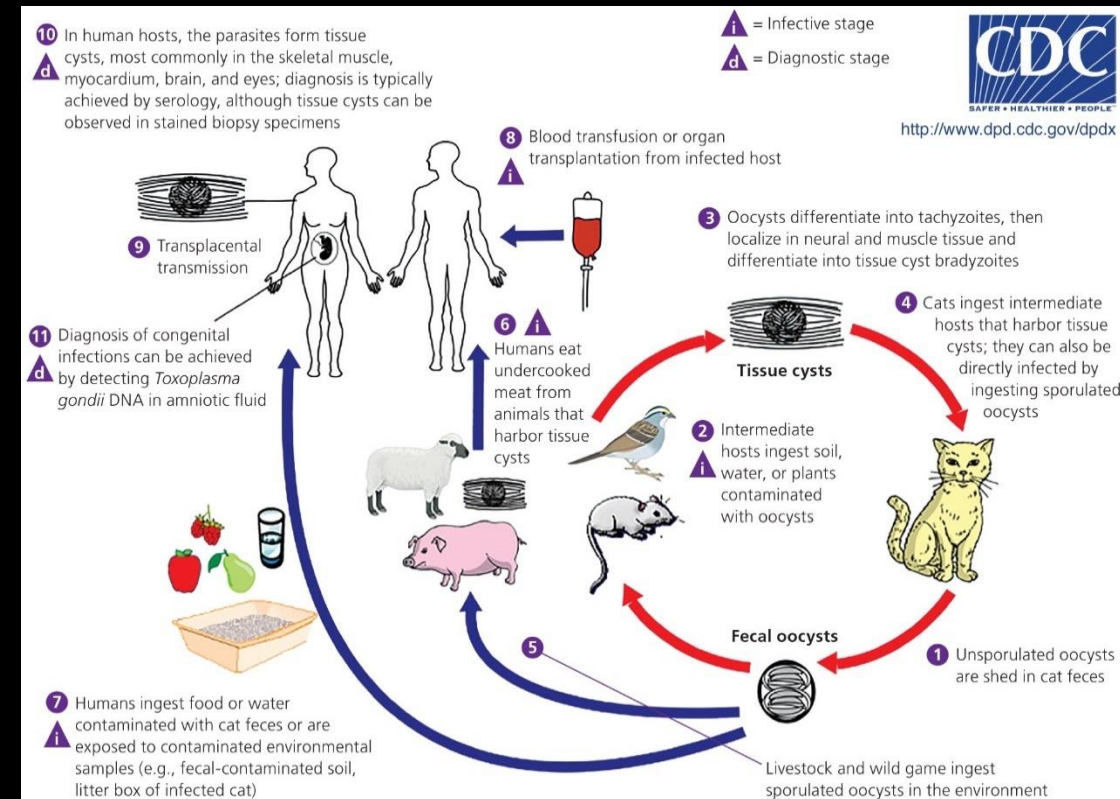 10 In human hosts, the parasites form tissue
d cysts, most commonly in the skeletal muscle,
myocardium, brain, and eyes; diagnosis is typically
achieved by serology, although tissue cysts can be
observed in stained biopsy specimens
i = Infective stage
d = Diagnostic stage
CDC
SAFER • HEALTHIER • PEOPLE™
http://www.dpd.cdc.gov/dpdx
8 Blood transfusion or organ
i transplantation from infected host
9 Transplacental
transmission
3 Oocysts differentiate into tachyzoites, then
localize in neural and muscle tissue and
differentiate into tissue cyst bradyzoites
4 Cats ingest intermediate
hosts that harbor tissue
cysts; they can also be
directly infected by
ingesting sporulated
oocysts
Tissue cysts
11 Diagnosis of congenital
d infections can be achieved
by detecting Toxoplasma
gondii DNA in amniotic fluid
6 i
Humans eat
undercooked
meat from
animals that
harbor tissue
cysts
2 Intermediate
i hosts ingest soil,
water, or plants
contaminated
with oocysts
Fecal oocysts
1 Unsporulated oocysts
are shed in cat feces
5
7 Humans ingest food or water
i contaminated with cat feces or are
exposed to contaminated environmental
samples (e.g., fecal-contaminated soil,
litter box of infected cat)
Livestock and wild game ingest
sporulated oocysts in the environment